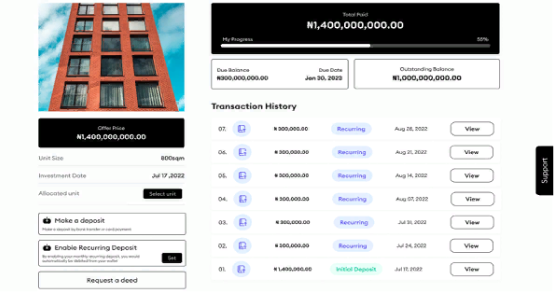 Total Paid
₦1,400,000,000.00
My Progress
55%
Due Balance
Due Date
₦300,000,000.00
Jan 20, 2022
Outstanding Balance
₦1,000,000,000.00
Offer Price
₦1,400,000,000.00
Unit Size
800sqm
Investment Date
Jul 17,2022
Allocated unit
Select unit
Make a deposit
Make a deposit by bank transfer or card payment
Enable Recurring Deposit
By enabling your monthly recurring deposit, you would
automatically be debited from your wallet
Set
Request a deed
Transaction History
07.
₦ 300,000.00
Recurring
Aug 28, 2022
View
06.
₦ 300,000.00
Recurring
Aug 21, 2022
View
05.
₦ 300,000.00
Recurring
Aug 14, 2022
View
04.
₦ 300,000.00
Recurring
Aug 07, 2022
View
03.
₦ 300,000.00
Recurring
Jul 31, 2022
View
02.
₦ 300,000.00
Recurring
Jul 24, 2022
View
01.
₦ 1,400,000.00
Initial Deposit
Jul 17, 2022
View
Support